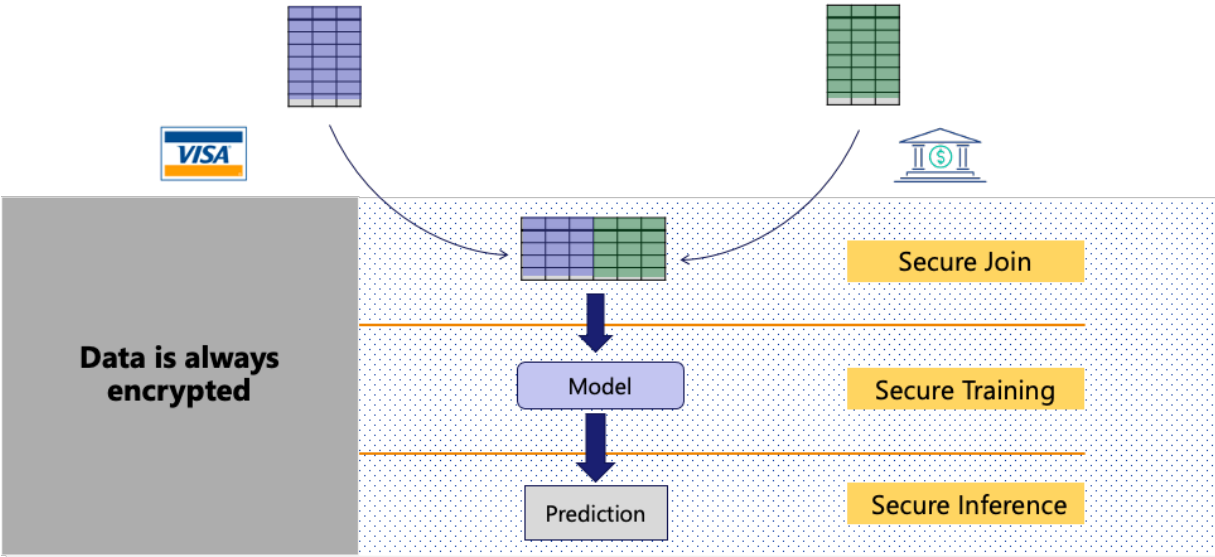 VISA
Secure Join
Data is always
encrypted
Model
Secure Training
Prediction
Secure Inference